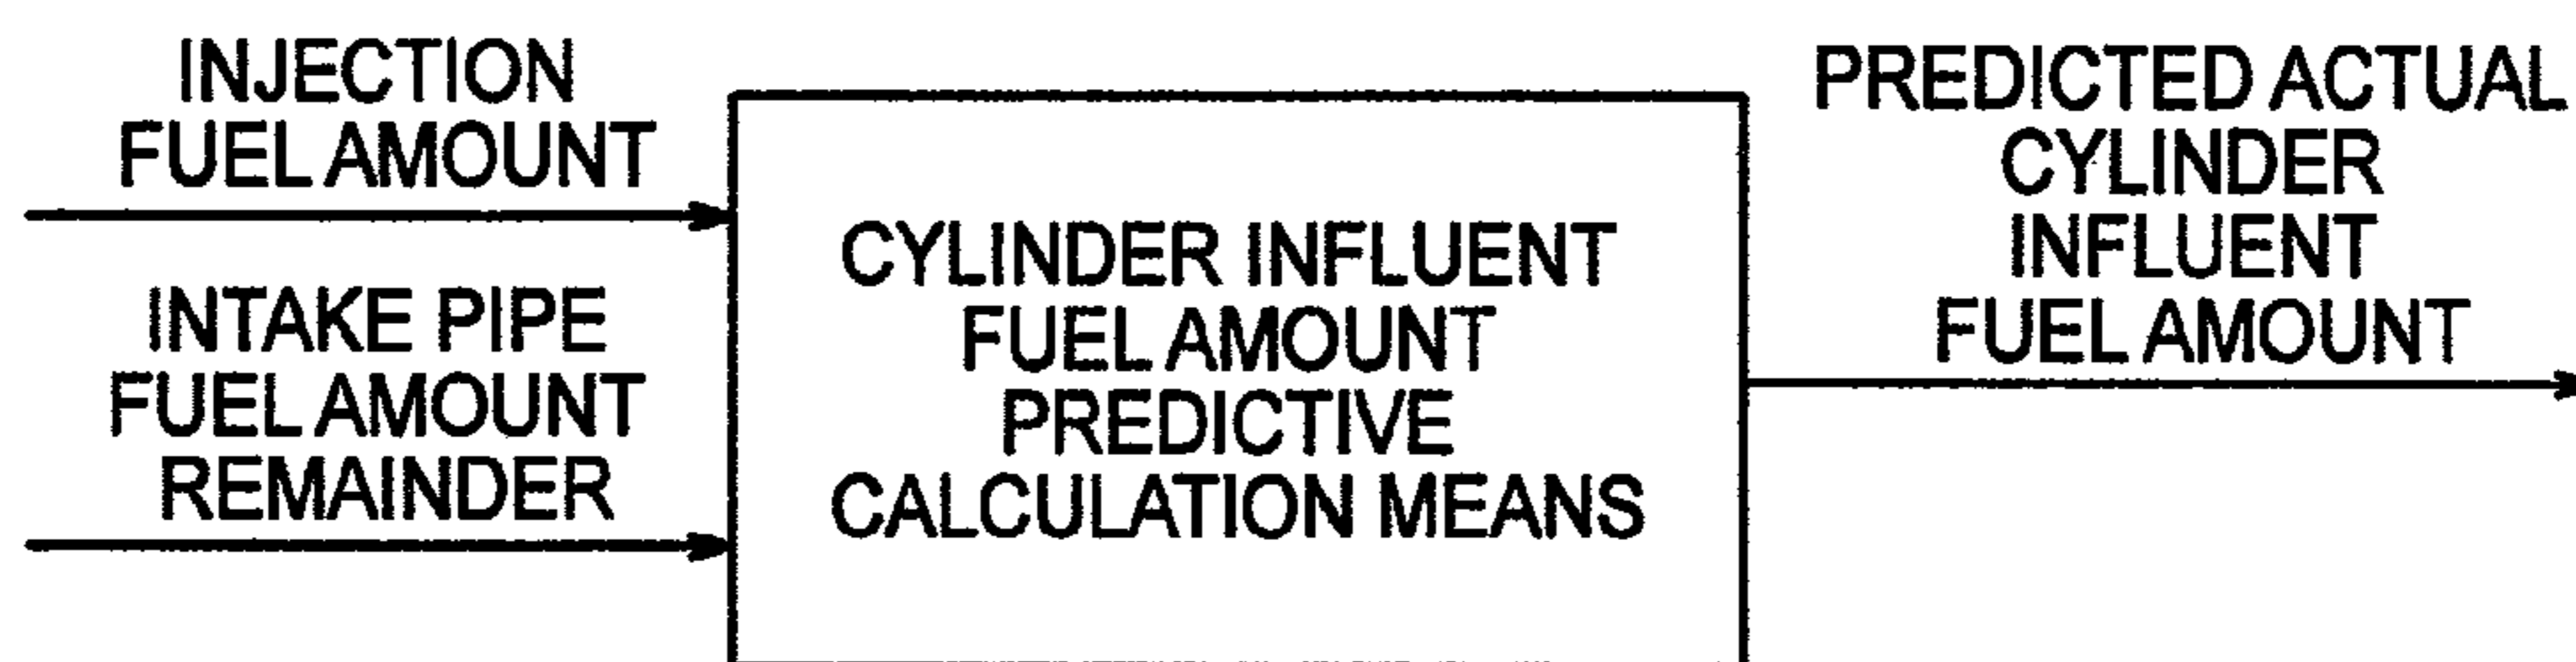 INJECTION
FUEL AMOUNT
INTAKE PIPE
FUEL AMOUNT
REMAINDER
CYLINDER INFLUENT
FUEL AMOUNT
PREDICTIVE
CALCULATION MEANS
PREDICTED ACTUAL
CYLINDER
INFLUENT
FUEL AMOUNT